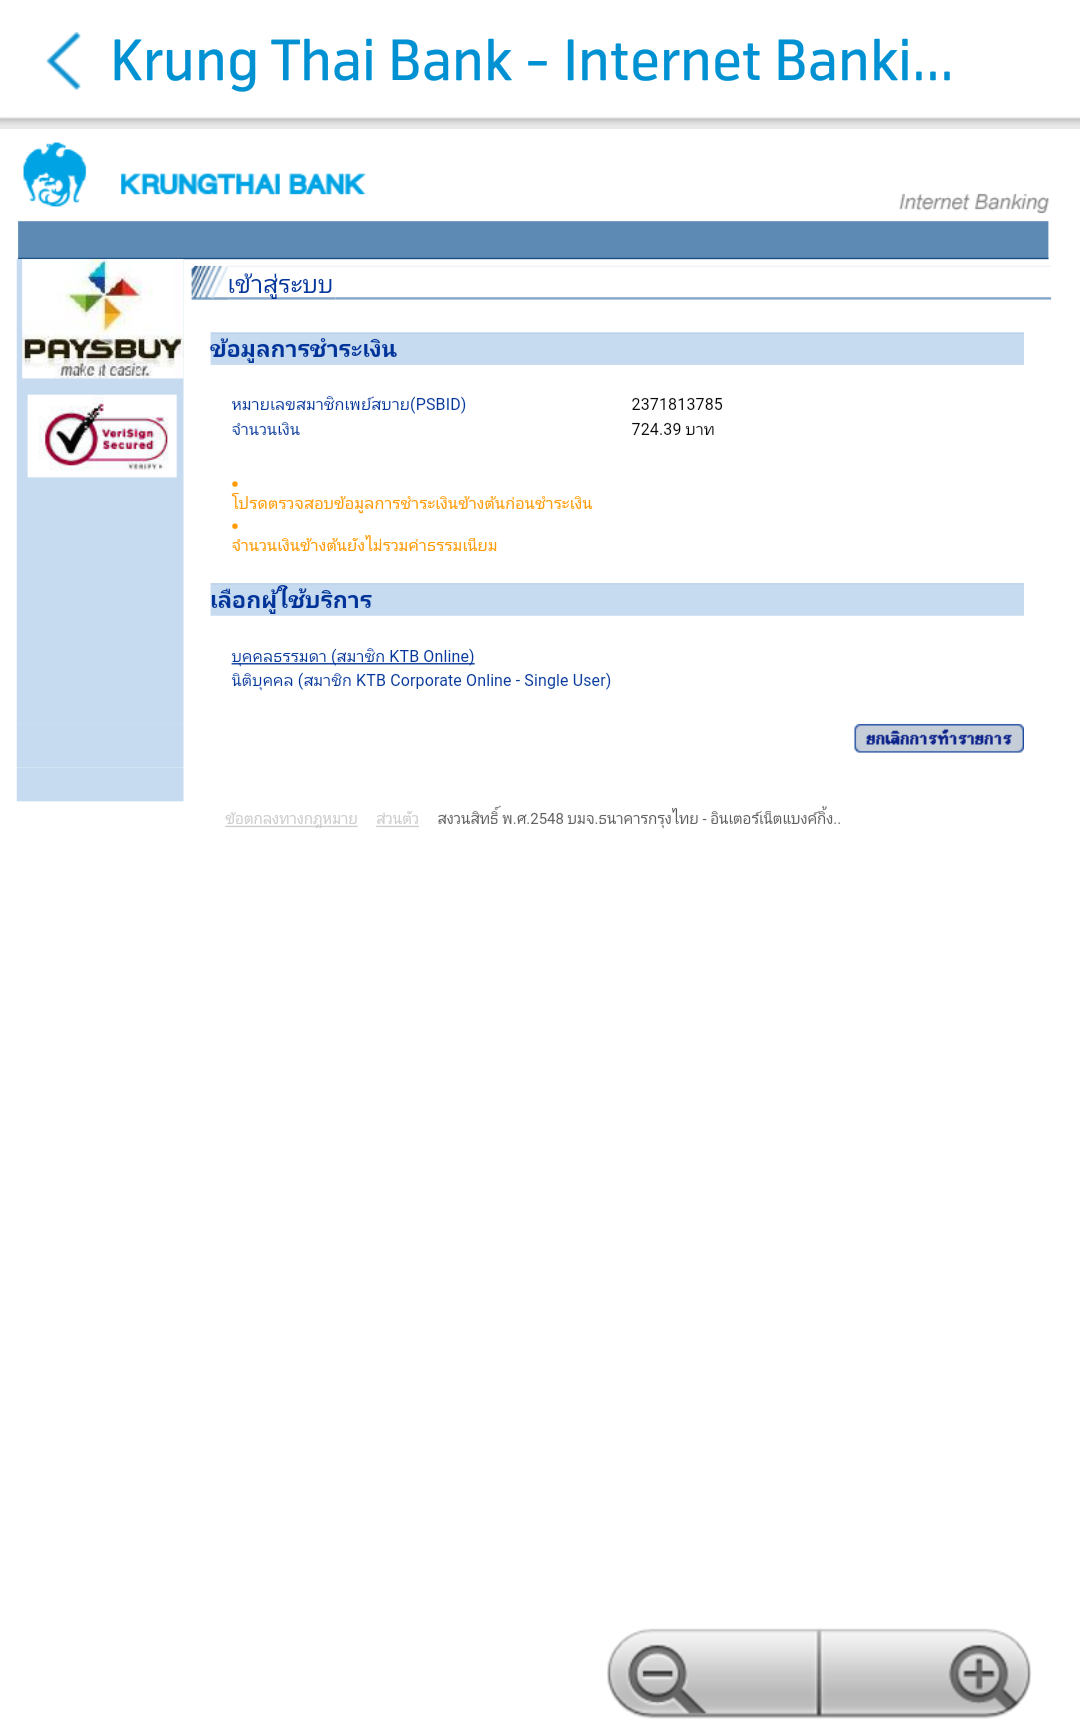 Krung Thai Bank - Internet Banki...
KRUNGTHAI BANK
Internet Banking
PAYSBUY
make it easier.
VeriSign
Secured
VERIFY
เข้าสู่ระบบ
ข้อมูลการชำระเงิน
หมายเลขสมาชิกเพย์สบาย(PSBID) 2371813785
จำนวนเงิน 724.39 บาท
โปรดตรวจสอบข้อมูลการชำระเงินข้างต้นก่อนชำระเงิน
จำนวนเงินข้างต้นยังไม่รวมค่าธรรมเนียม
เลือกผู้ใช้บริการ
บุคคลธรรมดา (สมาชิก KTB Online)
นิติบุคคล (สมาชิก KTB Corporate Online - Single User)
ยกเลิกการทำรายการ
ข้อตกลงทางกฎหมาย ส่วนตัว สงวนสิทธิ์ พ.ศ.2548 บมจ.ธนาคารกรุงไทย - อินเตอร์เน็ตแบงค์กิ้ง..